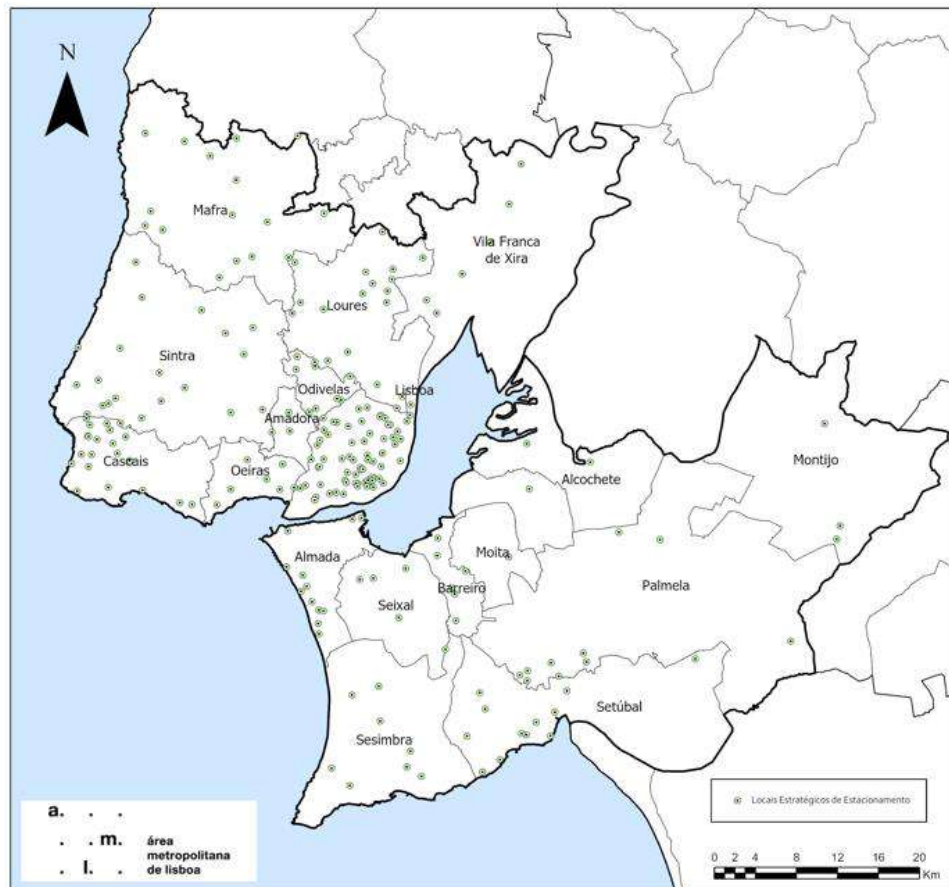 N
Mafra
Vila Franca
de Xira
Loures
Sintra
Odivelas
Lisboa
Amadora
Cascais
Oeiras
Montijo
Alcochete
Almada
Moita
Palmela
Barreiro
Seixal
Setúbal
Sesimbra
Locais Estratégicos de Estacionamento
a. . .
. . m. área
metropolitana
. l. . de lisboa
0 2 4 8 12 16 20
Km